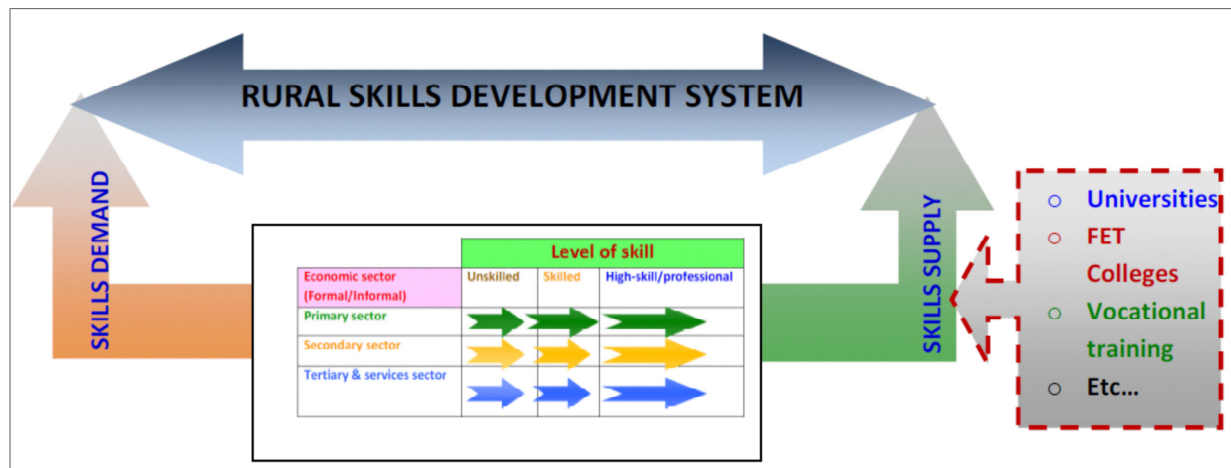 RURAL SKILLS DEVELOPMENT SYSTEM
SKILLS DEMAND
Level of skill
Economic sector
(Formal/Informal)
Unskilled
Skilled
High-skill/professional
Primary sector
Secondary sector
Tertiary & services sector
SKILLS SUPPLY
○ Universities
○ FET
Colleges
○ Vocational
training
○ Etc...